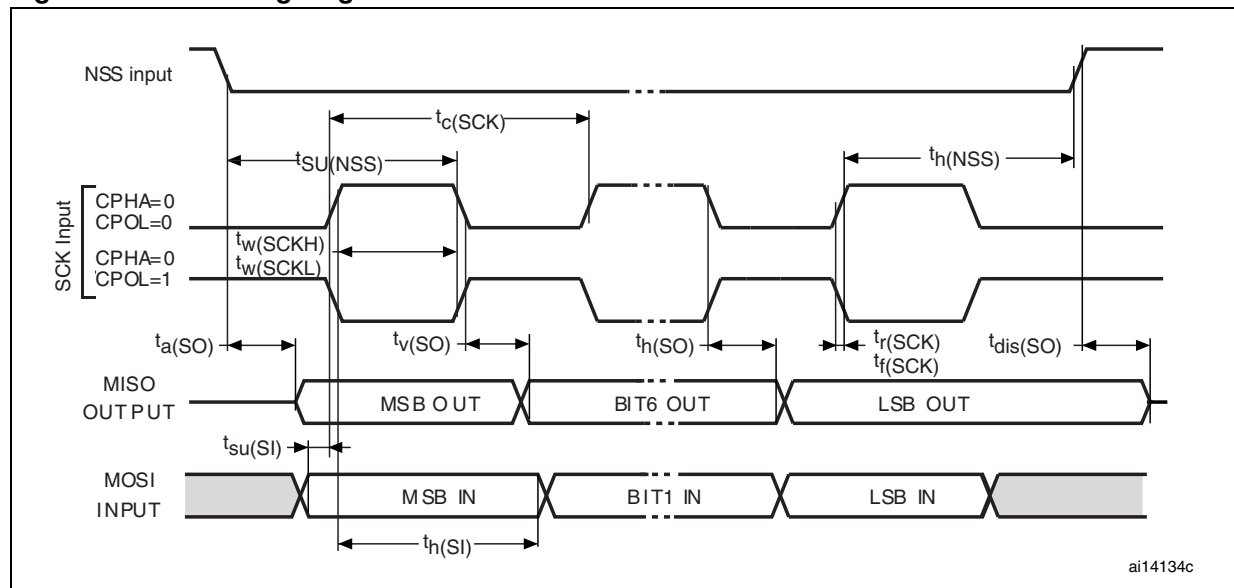 NSS input
tc(SCK)
tSU(NSS)
th(NSS)
SCK Input
CPHA=0
CPOL=0
tw(SCKH)
CPHA=0
tw(SCKL)
CPOL=1
ta(SO)
tv(SO)
th(SO)
tr(SCK)
tf(SCK)
tdis(SO)
MISO
OUTPUT
MSB OUT
BIT6 OUT
LSB OUT
tsu(SI)
MOSI
INPUT
MSB IN
BIT1 IN
LSB IN
th(SI)
ai14134c